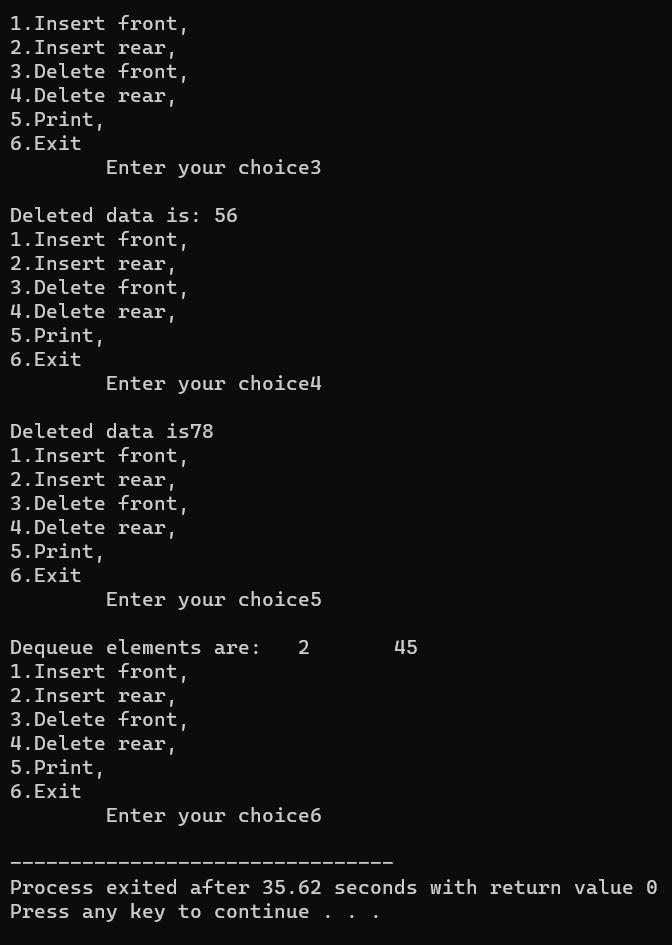 1.Insert front,
2.Insert rear,
3.Delete front,
4.Delete rear,
5.Print,
6.Exit
Enter your choice3
Deleted data is: 56
1.Insert front,
2.Insert rear,
3.Delete front,
4.Delete rear,
5.Print,
6.Exit
Enter your choice4
Deleted data is78
1.Insert front,
2.Insert rear,
3.Delete front,
4.Delete rear,
5.Print,
6.Exit
Enter your choice5
Dequeue elements are:   2       45
1.Insert front,
2.Insert rear,
3.Delete front,
4.Delete rear,
5.Print,
6.Exit
Enter your choice6
--------------------------------
Process exited after 35.62 seconds with return value 0
Press any key to continue . . .